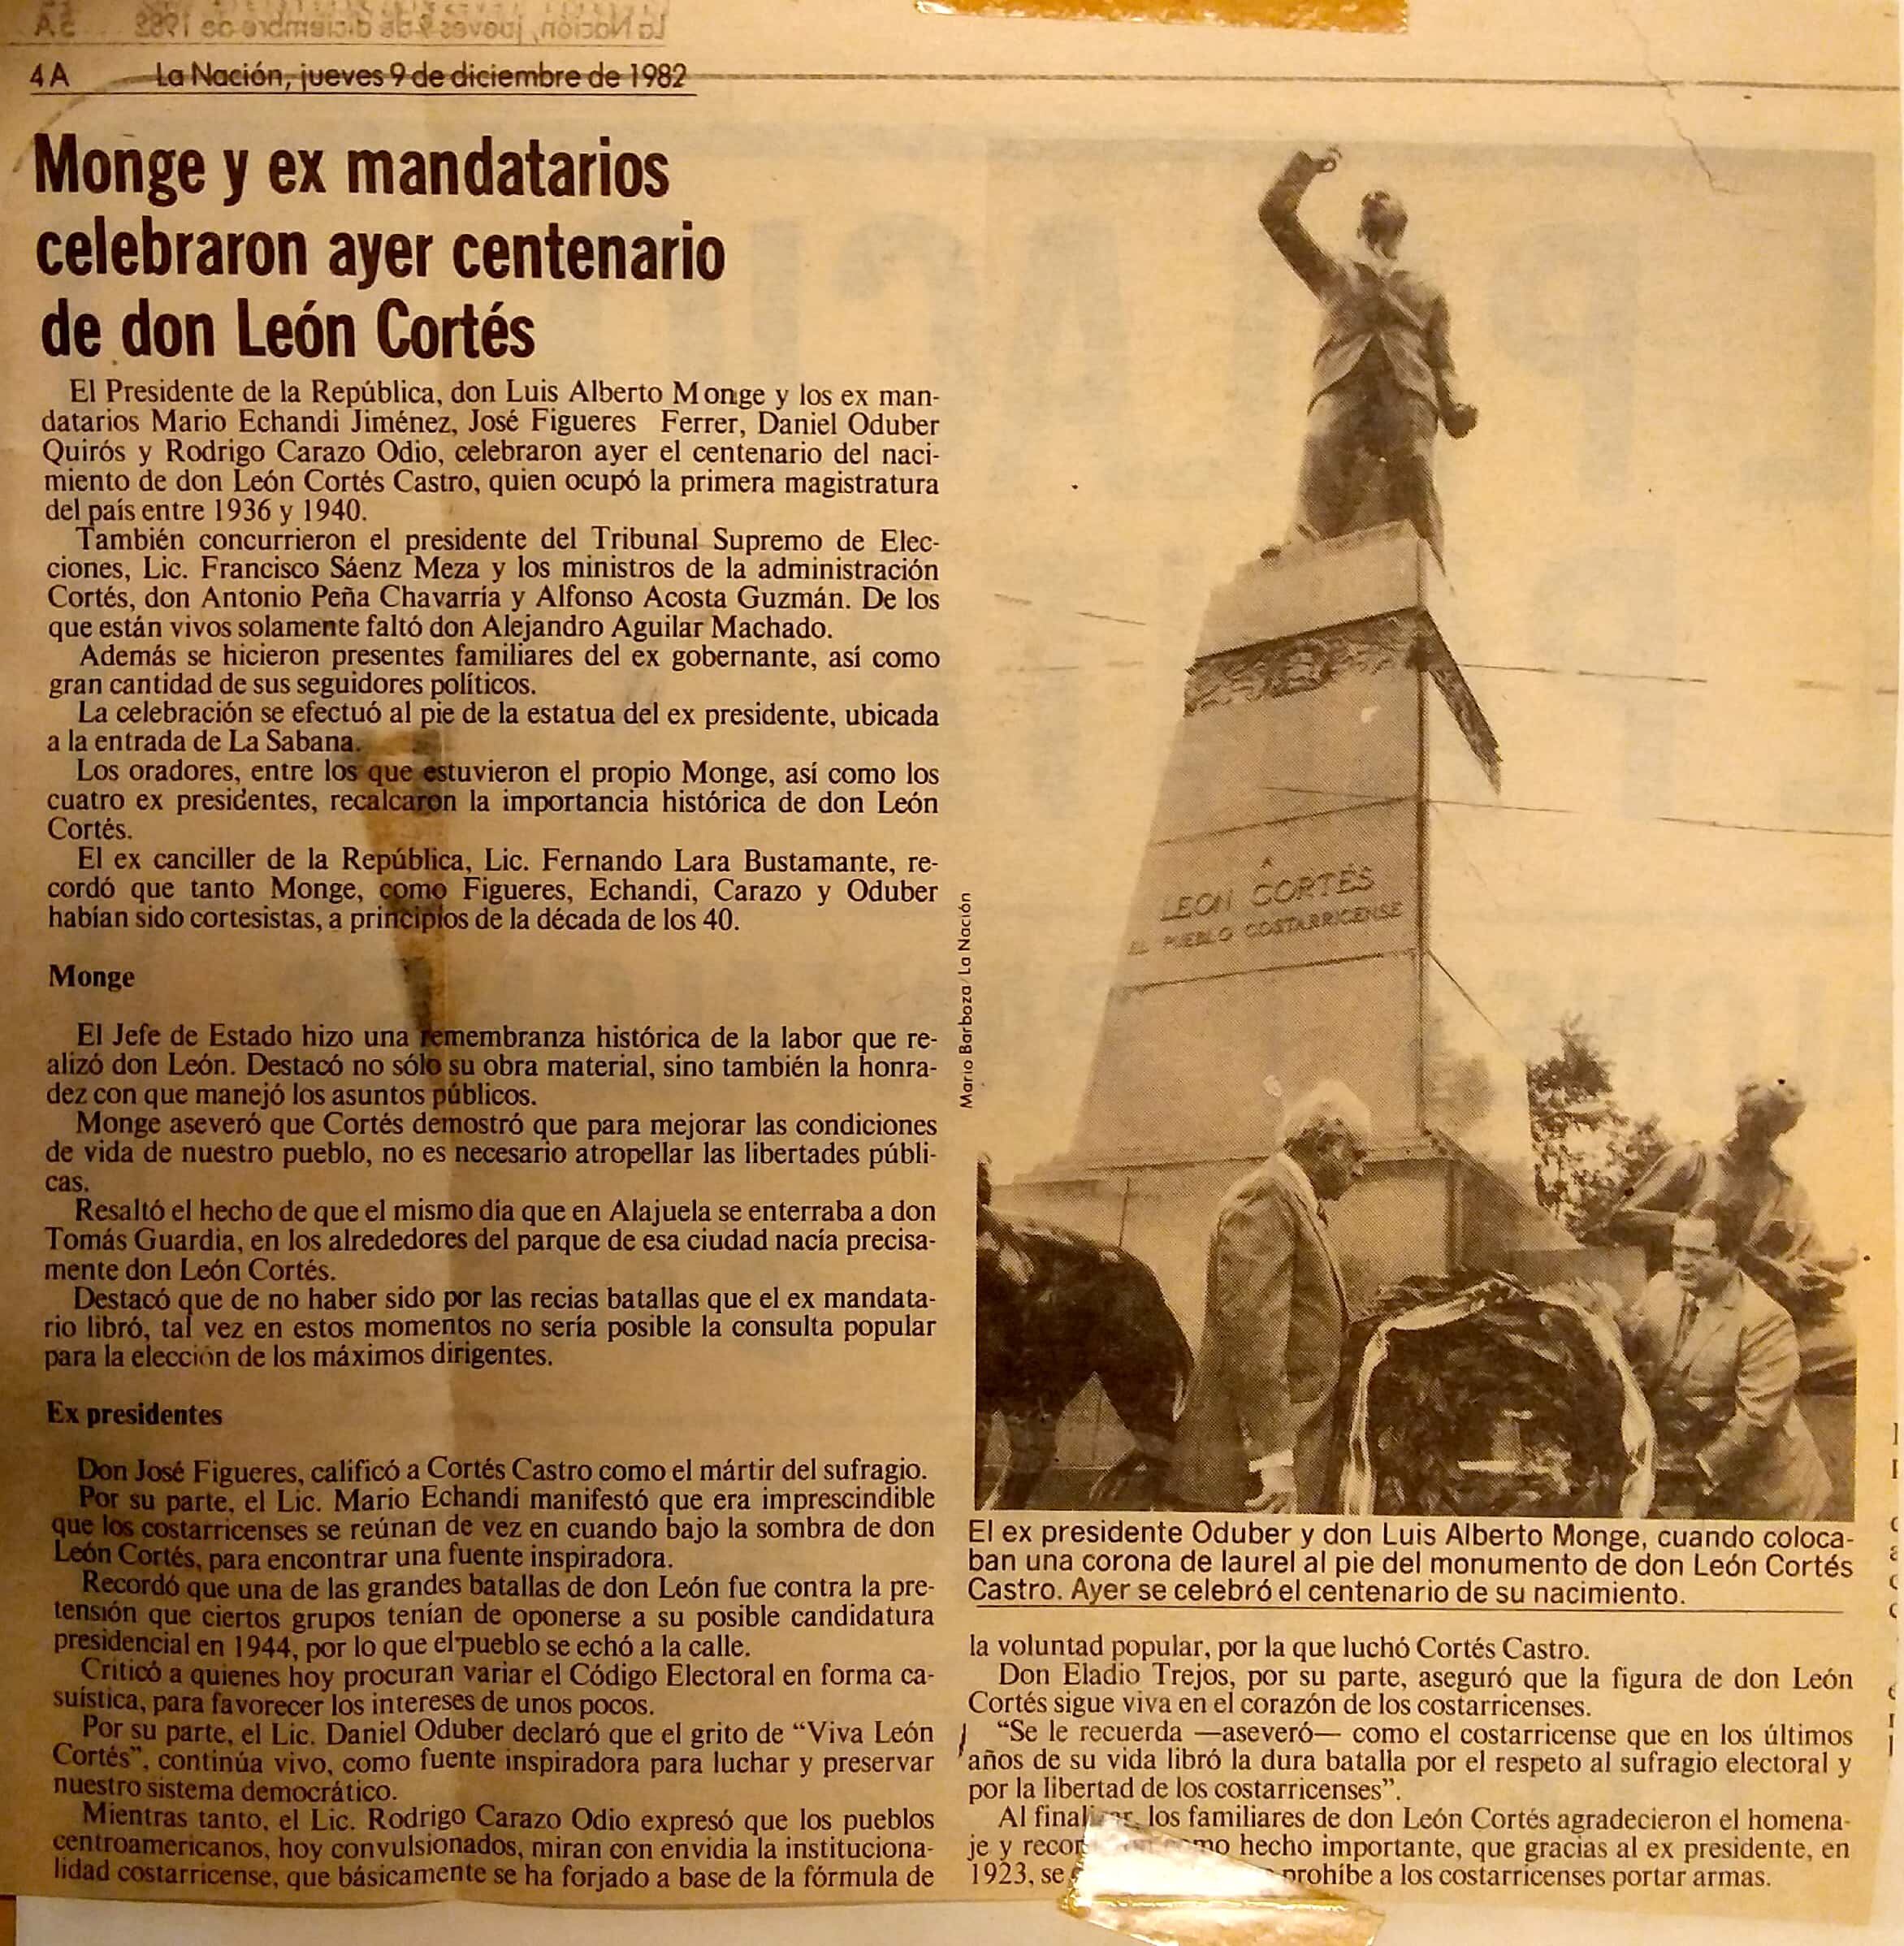 La Nación, jueves 9 de diciembre de 1982 5A
4 A La Nación, jueves 9 de diciembre de 1982
Monge y ex mandatarios
celebraron ayer centenario
de don León Cortés
El Presidente de la República, don Luis Alberto Monge y los ex man-
datarios Mario Echandi Jiménez, José Figueres Ferrer, Daniel Oduber
Quirós y Rodrigo Carazo Odio, celebraron ayer el centenario del naci-
miento de don León Cortés Castro, quien ocupó la primera magistratura
del país entre 1936 y 1940.
También concurrieron el presidente del Tribunal Supremo de Elec-
ciones, Lic. Francisco Sáenz Meza y los ministros de la administración
Cortés, don Antonio Peña Chavarría y Alfonso Acosta Guzmán. De los
que están vivos solamente faltó don Alejandro Aguilar Machado.
Además se hicieron presentes familiares del ex gobernante, así como
gran cantidad de sus seguidores políticos.
La celebración se efectuó al pie de la estatua del ex presidente, ubicada
a la entrada de La Sabana.
Los oradores, entre los que estuvieron el propio Monge, así como los
cuatro ex presidentes, recalcaron la importancia histórica de don León
Cortés.
El ex canciller de la República, Lic. Fernando Lara Bustamante, re-
cordó que tanto Monge, como Figueres, Echandi, Carazo y Oduber
habían sido cortesistas, a principios de la década de los 40.
Monge
El Jefe de Estado hizo una remembranza histórica de la labor que re-
alizó don León. Destacó no sólo su obra material, sino también la honra-
dez con que manejó los asuntos públicos.
Monge aseveró que Cortés demostró que para mejorar las condiciones
de vida de nuestro pueblo, no es necesario atropellar las libertades públi-
cas.
Resaltó el hecho de que el mismo día que en Alajuela se enterraba a don
Tomás Guardia, en los alrededores del parque de esa ciudad nacía precisa-
mente don León Cortés.
Destacó que de no haber sido por las recias batallas que el ex mandata-
rio libró, tal vez en estos momentos no sería posible la consulta popular
para la elección de los máximos dirigentes.
Ex presidentes
Don José Figueres, calificó a Cortés Castro como el mártir del sufragio.
Por su parte, el Lic. Mario Echandi manifestó que era imprescindible
que los costarricenses se reúnan de vez en cuando bajo la sombra de don
León Cortés, para encontrar una fuente inspiradora.
Recordó que una de las grandes batallas de don León fue contra la pre-
tensión que ciertos grupos tenían de oponerse a su posible candidatura
presidencial en 1944, por lo que el pueblo se echó a la calle.
Criticó a quienes hoy procuran variar el Código Electoral en forma ca-
suística, para favorecer los intereses de unos pocos.
Por su parte, el Lic. Daniel Oduber declaró que el grito de “Viva León
Cortés”, continúa vivo, como fuente inspiradora para luchar y preservar
nuestro sistema democrático.
Mientras tanto, el Lic. Rodrigo Carazo Odio expresó que los pueblos
centroamericanos, hoy convulsionados, miran con envidia la instituciona-
lidad costarricense, que básicamente se ha forjado a base de la fórmula de
Mario Barboza/La Nación
A
LEON CORTÉS
EL PUEBLO COSTARRICENSE
El ex presidente Oduber y don Luis Alberto Monge, cuando coloca-
ban una corona de laurel al pie del monumento de don León Cortés
Castro. Ayer se celebró el centenario de su nacimiento.
la voluntad popular, por la que luchó Cortés Castro.
Don Eladio Trejos, por su parte, aseguró que la figura de don León
Cortés sigue viva en el corazón de los costarricenses.
“Se le recuerda —aseveró— como el costarricense que en los últimos
años de su vida libró la dura batalla por el respeto al sufragio electoral y
por la libertad de los costarricenses”.
Al finalizar, los familiares de don León Cortés agradecieron el homena-
je y hecho importante, que gracias al ex presidente, en
1923, se prohíbe a los costarricenses portar armas.